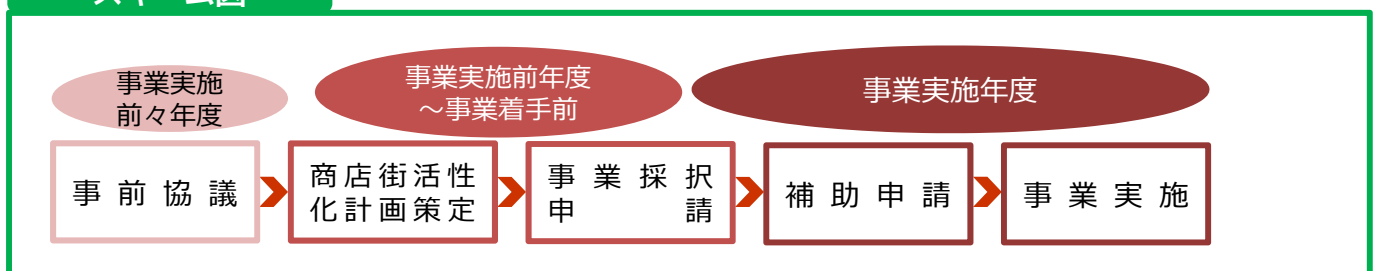 事業実施
前々年度
事業実施前年度
～事業着手前
事業実施年度
事前協議
商店街活性
化計画策定
事業採択
申請
補助申請
事業実施